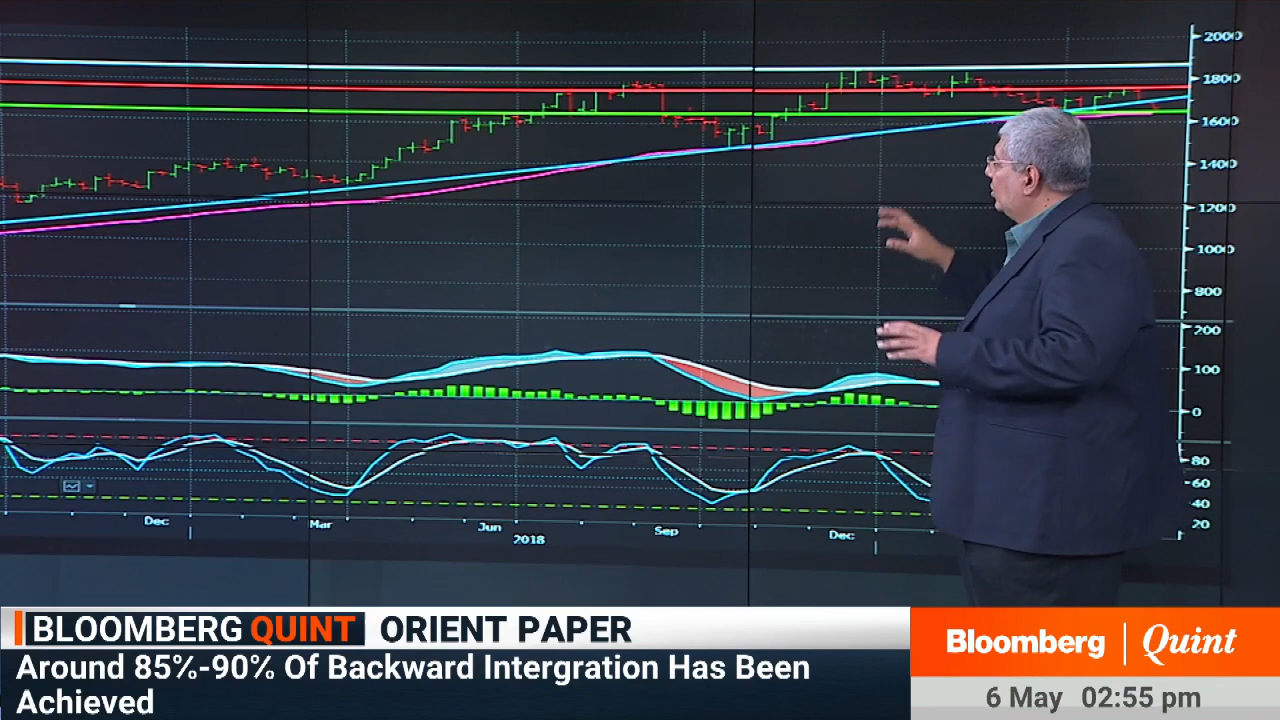 2000
1800
1600
1400
1200
1000
800
200
100
0
80
60
40
20
Dec
Mar
Jun
Sep
Dec
2018
BLOOMBERG QUINT ORIENT PAPER
Around 85%-90% Of Backward Intergration Has Been
Achieved
Bloomberg | Quint
6 May 02:55 pm